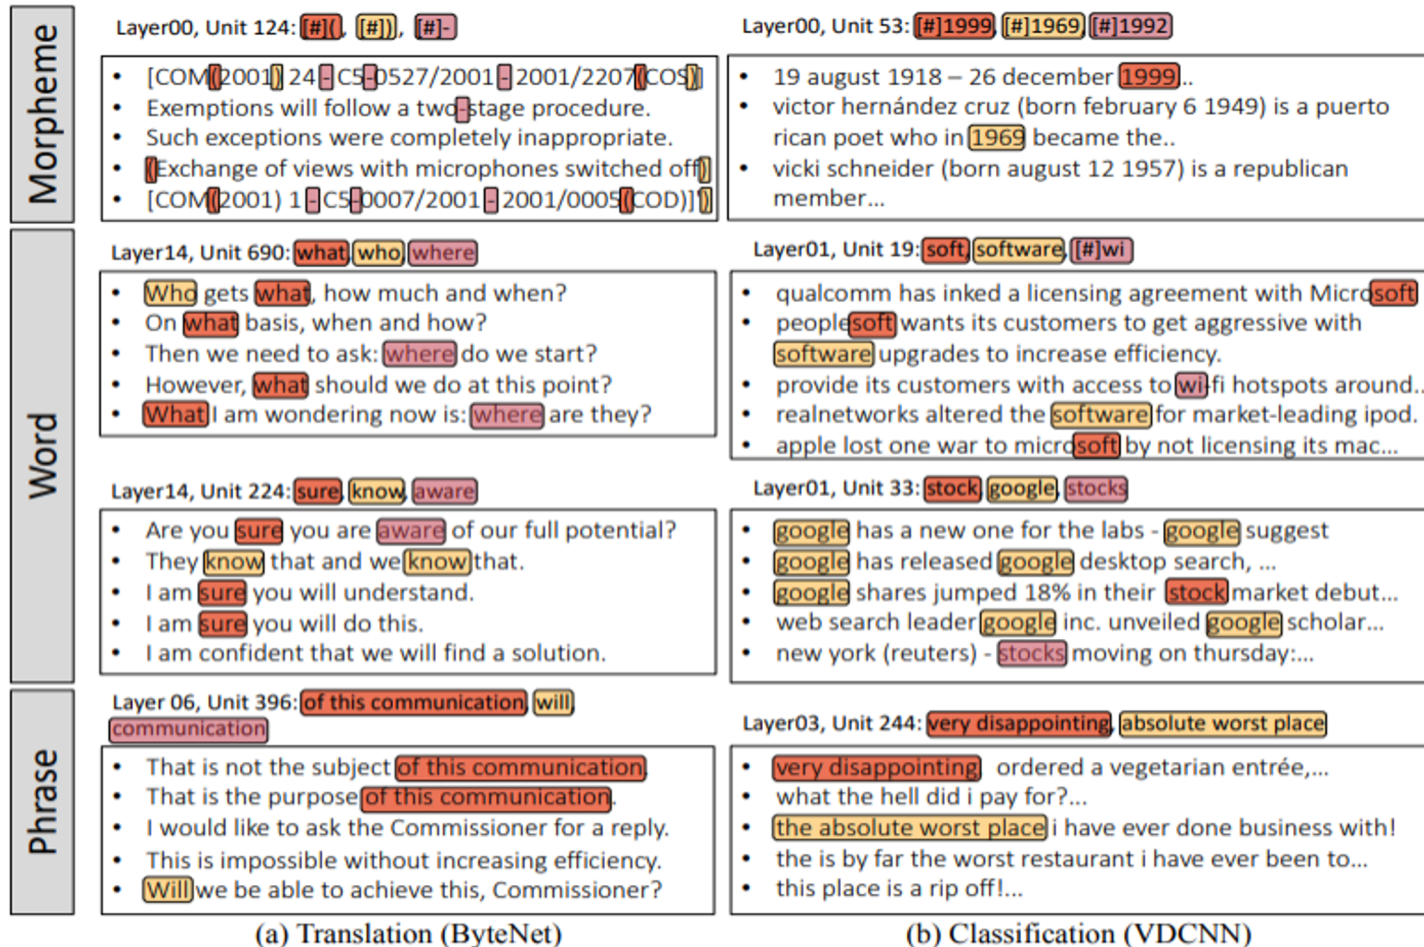 Morpheme
Layer00, Unit 124: [#](, [#]), [#]-
• [COM(2001) 24 - C5-0527/2001 - 2001/2207(COS)]
• Exemptions will follow a two-stage procedure.
• Such exceptions were completely inappropriate.
• (Exchange of views with microphones switched off)
• [COM(2001) 1 - C5-0007/2001 - 2001/0005(COD)]")
Layer00, Unit 53: [#]1999, [#]1969, [#]1992
• 19 august 1918 – 26 december 1999..
• victor hernández cruz (born february 6 1949) is a puerto
rican poet who in 1969 became the..
• vicki schneider (born august 12 1957) is a republican
member...
Word
Layer14, Unit 690: what, who, where
• Who gets what, how much and when?
• On what basis, when and how?
• Then we need to ask: where do we start?
• However, what should we do at this point?
• What I am wondering now is: where are they?
Layer01, Unit 19: soft, software, [#]wi
• qualcomm has inked a licensing agreement with Microsoft
• peoplesoft wants its customers to get aggressive with
software upgrades to increase efficiency.
• provide its customers with access to wi-fi hotspots around..
• realnetworks altered the software for market-leading ipod.
• apple lost one war to microsoft by not licensing its mac...
Layer14, Unit 224: sure, know, aware
• Are you sure you are aware of our full potential?
• They know that and we know that.
• I am sure you will understand.
• I am sure you will do this.
• I am confident that we will find a solution.
Layer01, Unit 33: stock, google, stocks
• google has a new one for the labs - google suggest
• google has released google desktop search, ...
• google shares jumped 18% in their stock market debut...
• web search leader google inc. unveiled google scholar...
• new york (reuters) - stocks moving on thursday:...
Phrase
Layer 06, Unit 396: of this communication, will,
communication
• That is not the subject of this communication.
• That is the purpose of this communication.
• I would like to ask the Commissioner for a reply.
• This is impossible without increasing efficiency.
• Will we be able to achieve this, Commissioner?
Layer03, Unit 244: very disappointing, absolute worst place
• very disappointing ordered a vegetarian entrée,...
• what the hell did i pay for?...
• the absolute worst place i have ever done business with!
• the is by far the worst restaurant i have ever been to...
• this place is a rip off!...
(a) Translation (ByteNet)
(b) Classification (VDCNN)